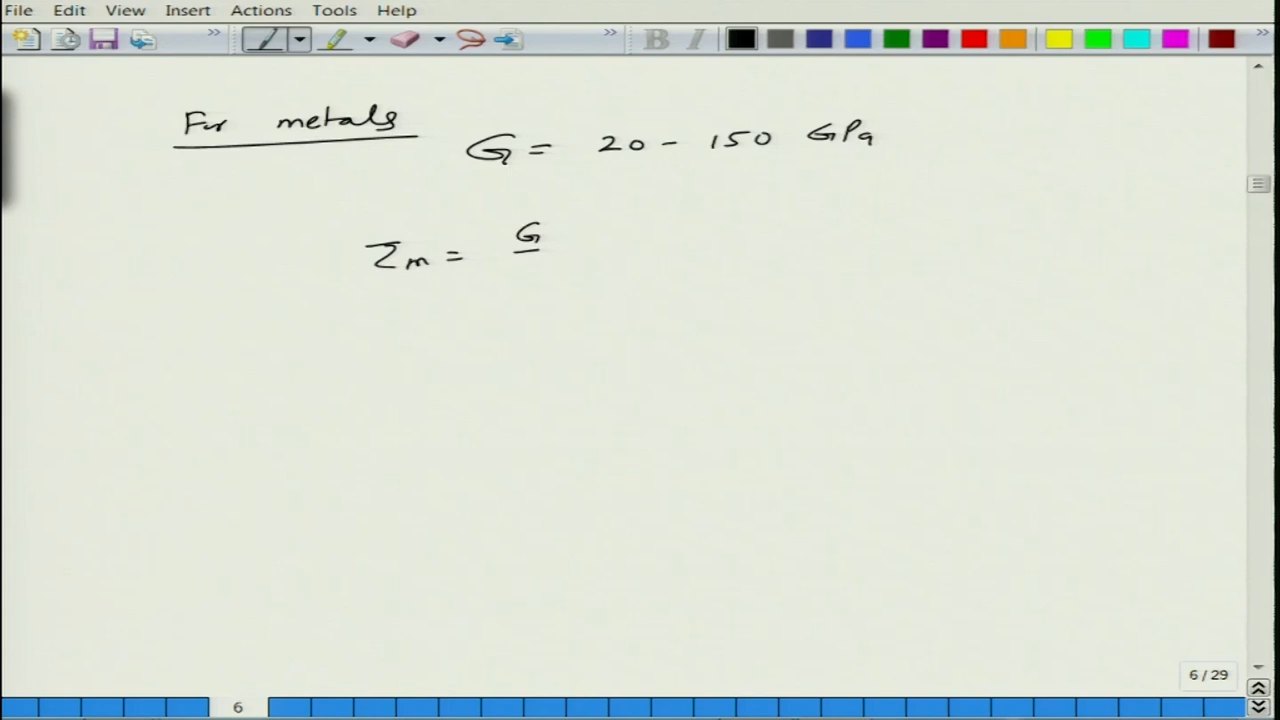 File Edit View Insert Actions Tools Help
B I
For metals
G = 20 - 150 GPa
τm = G
6 / 29
6